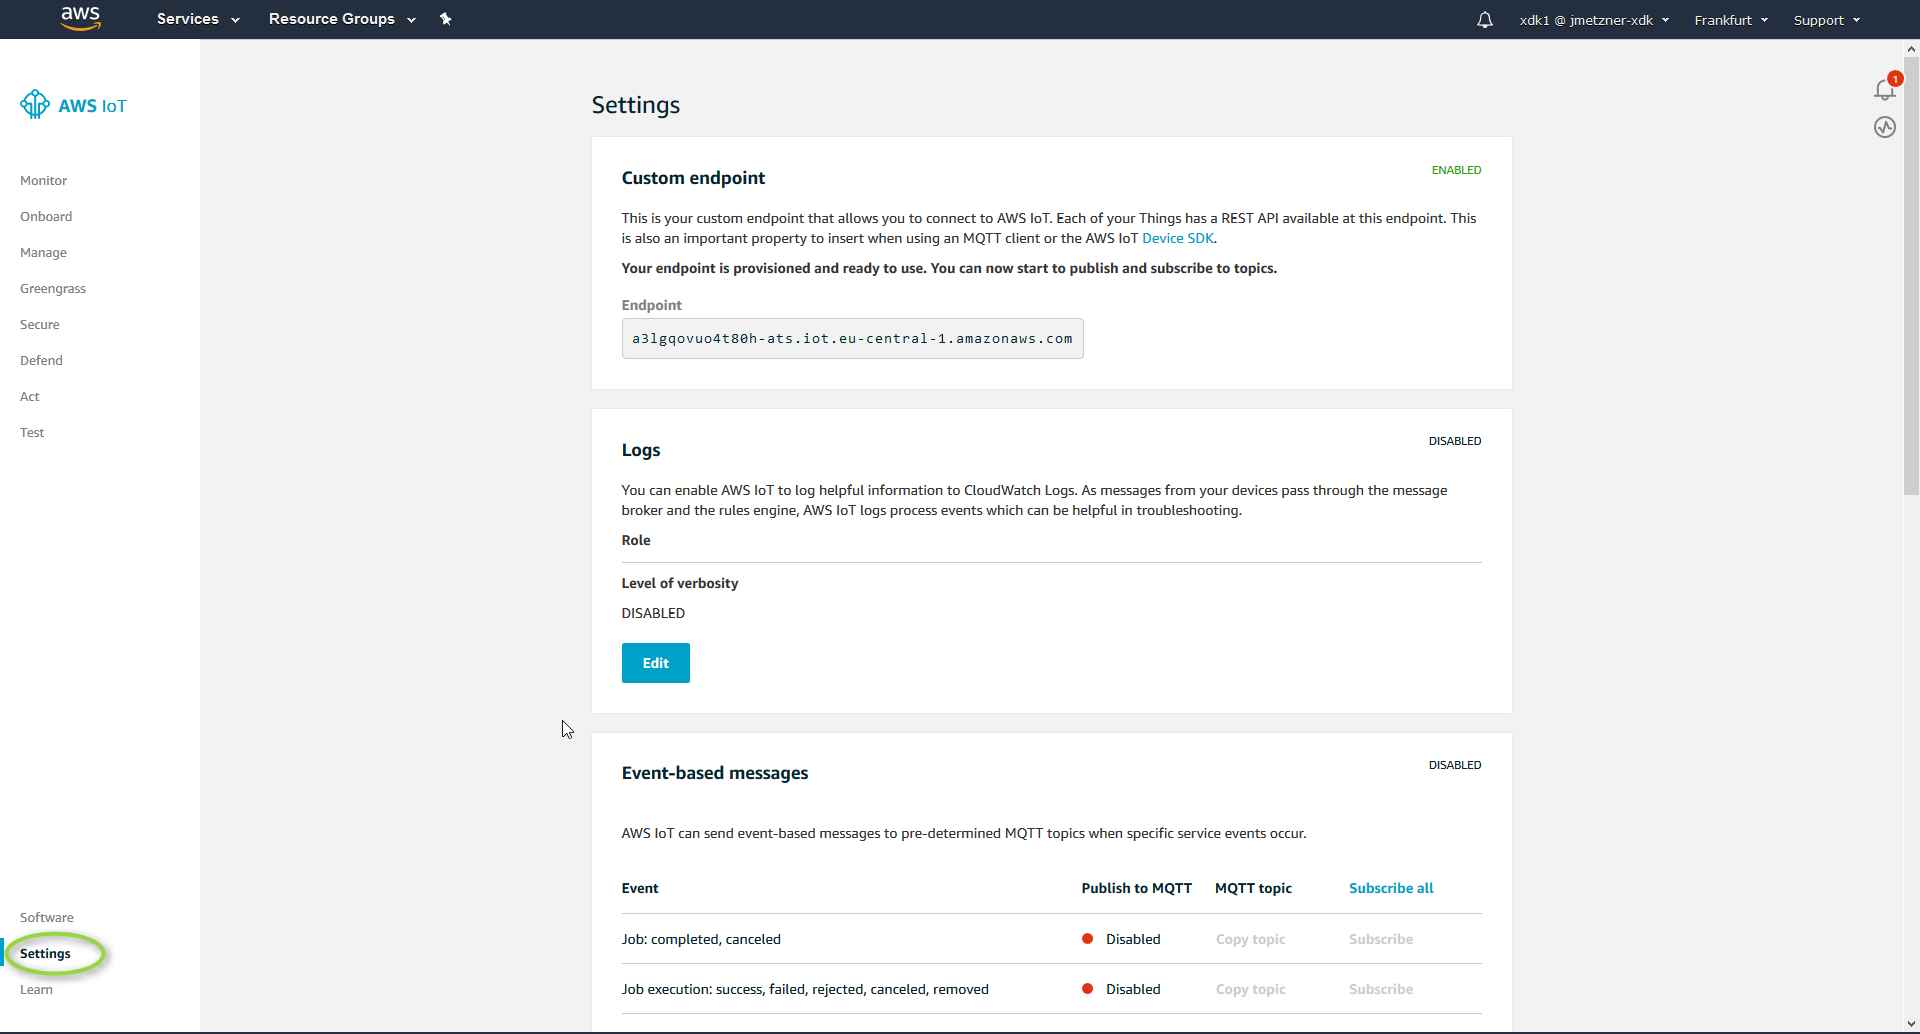 aws Services Resource Groups xdk1 @ jmetzner-xdk Frankfurt Support
1
AWS IoT
Monitor
Onboard
Manage
Greengrass
Secure
Defend
Act
Test
Software
Settings
Learn
Settings
Custom endpoint ENABLED
This is your custom endpoint that allows you to connect to AWS IoT. Each of your Things has a REST API available at this endpoint. This
is also an important property to insert when using an MQTT client or the AWS IoT Device SDK.
Your endpoint is provisioned and ready to use. You can now start to publish and subscribe to topics.
Endpoint
a3lgqovuo4t80h-ats.iot.eu-central-1.amazonaws.com
Logs DISABLED
You can enable AWS IoT to log helpful information to CloudWatch Logs. As messages from your devices pass through the message
broker and the rules engine, AWS IoT logs process events which can be helpful in troubleshooting.
Role
Level of verbosity
DISABLED
Edit
Event-based messages DISABLED
AWS IoT can send event-based messages to pre-determined MQTT topics when specific service events occur.
Event Publish to MQTT MQTT topic Subscribe all
Job: completed, canceled Disabled Copy topic Subscribe
Job execution: success, failed, rejected, canceled, removed Disabled Copy topic Subscribe